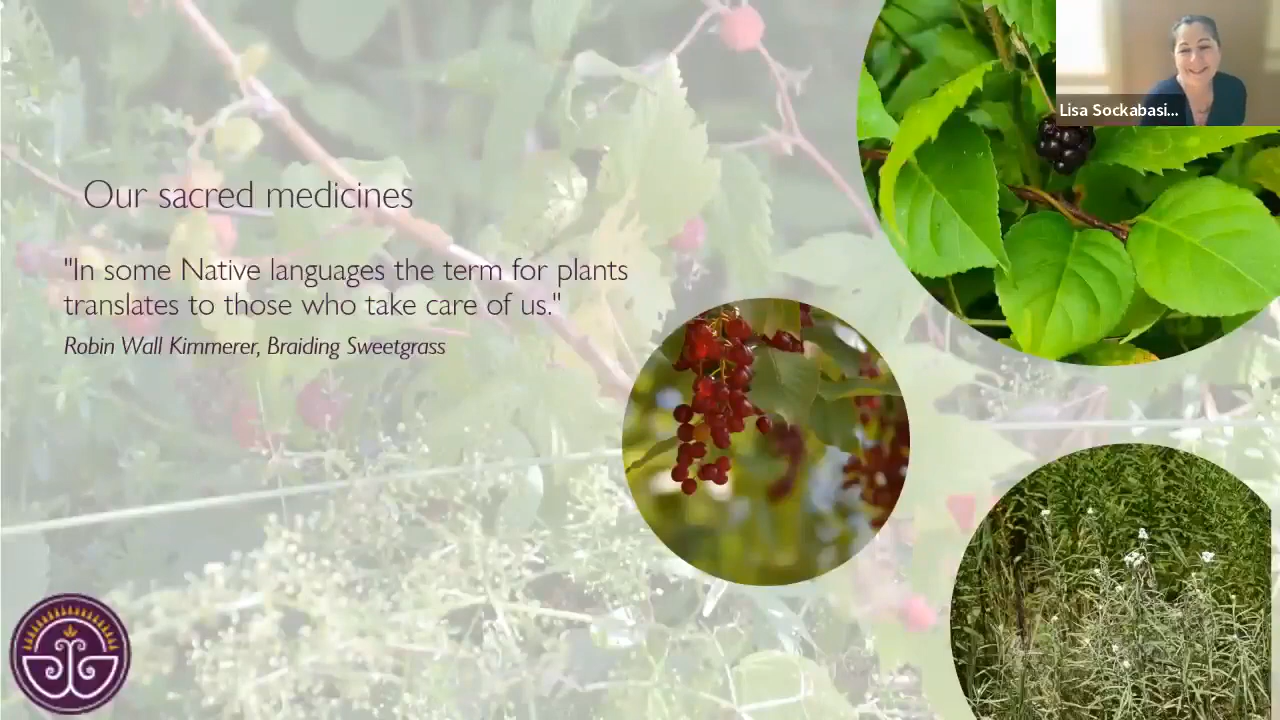 Lisa Sockabasi...
Our sacred medicines
"In some Native languages the term for plants
translates to those who take care of us."
Robin Wall Kimmerer, Braiding Sweetgrass